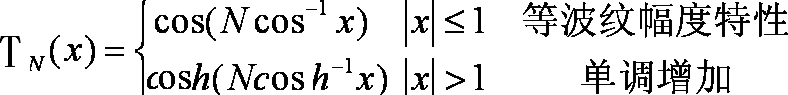 T_N(x) = { cos(N cos⁻¹ x) |x| ≤ 1 等波纹幅度特性
cosh(N cosh⁻¹ x) |x| > 1 单调增加